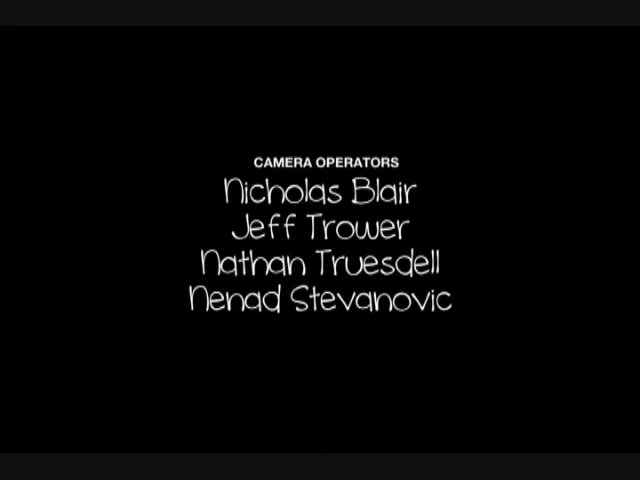 CAMERA OPERATORS
Nicholas Blair
Jeff Trower
Nathan Truesdell
Nenad Stevanovic